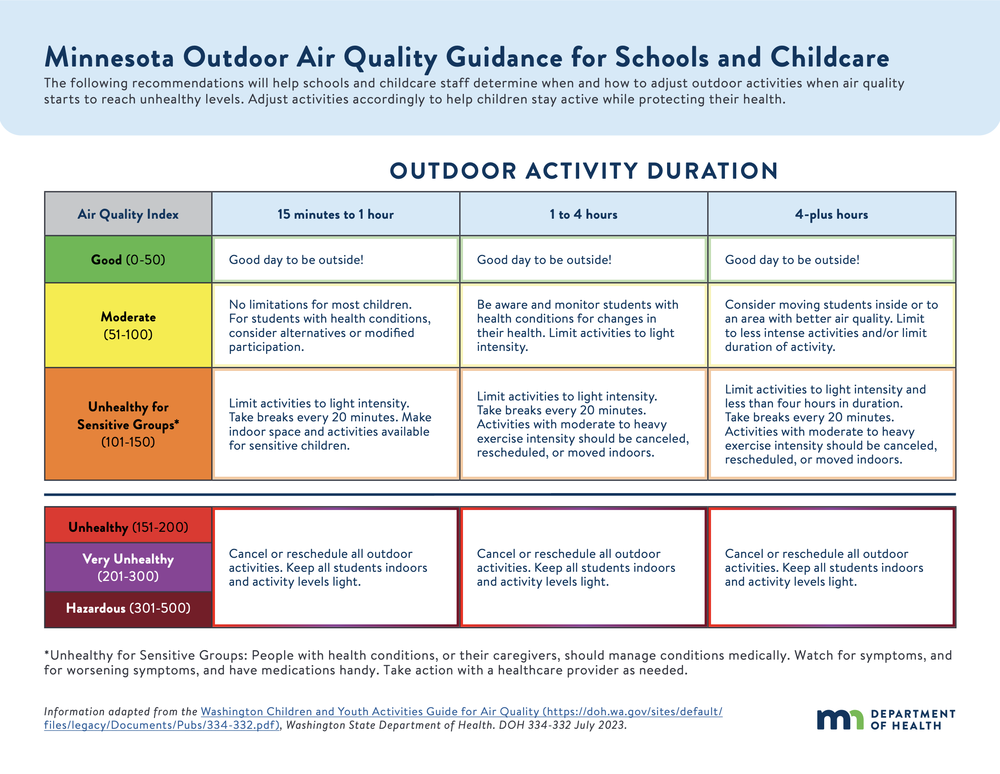 Minnesota Outdoor Air Quality Guidance for Schools and Childcare
The following recommendations will help schools and childcare staff determine when and how to adjust outdoor activities when air quality
starts to reach unhealthy levels. Adjust activities accordingly to help children stay active while protecting their health.
OUTDOOR ACTIVITY DURATION
Air Quality Index
15 minutes to 1 hour
1 to 4 hours
4-plus hours
Good (0-50)
Good day to be outside!
Good day to be outside!
Good day to be outside!
Moderate
(51-100)
No limitations for most children.
For students with health conditions,
consider alternatives or modified
participation.
Be aware and monitor students with
health conditions for changes in
their health. Limit activities to light
intensity.
Consider moving students inside or to
an area with better air quality. Limit
to less intense activities and/or limit
duration of activity.
Unhealthy for
Sensitive Groups*
(101-150)
Limit activities to light intensity.
Take breaks every 20 minutes. Make
indoor space and activities available
for sensitive children.
Limit activities to light intensity.
Take breaks every 20 minutes.
Activities with moderate to heavy
exercise intensity should be canceled,
rescheduled, or moved indoors.
Limit activities to light intensity and
less than four hours in duration.
Take breaks every 20 minutes.
Activities with moderate to heavy
exercise intensity should be canceled,
rescheduled, or moved indoors.
Unhealthy (151-200)
Very Unhealthy
(201-300)
Hazardous (301-500)
Cancel or reschedule all outdoor
activities. Keep all students indoors
and activity levels light.
Cancel or reschedule all outdoor
activities. Keep all students indoors
and activity levels light.
Cancel or reschedule all outdoor
activities. Keep all students indoors
and activity levels light.
*Unhealthy for Sensitive Groups: People with health conditions, or their caregivers, should manage conditions medically. Watch for symptoms, and
for worsening symptoms, and have medications handy. Take action with a healthcare provider as needed.
Information adapted from the Washington Children and Youth Activities Guide for Air Quality (https://doh.wa.gov/sites/default/
files/legacy/Documents/Pubs/334-332.pdf), Washington State Department of Health. DOH 334-332 July 2023.
mn
DEPARTMENT
OF HEALTH